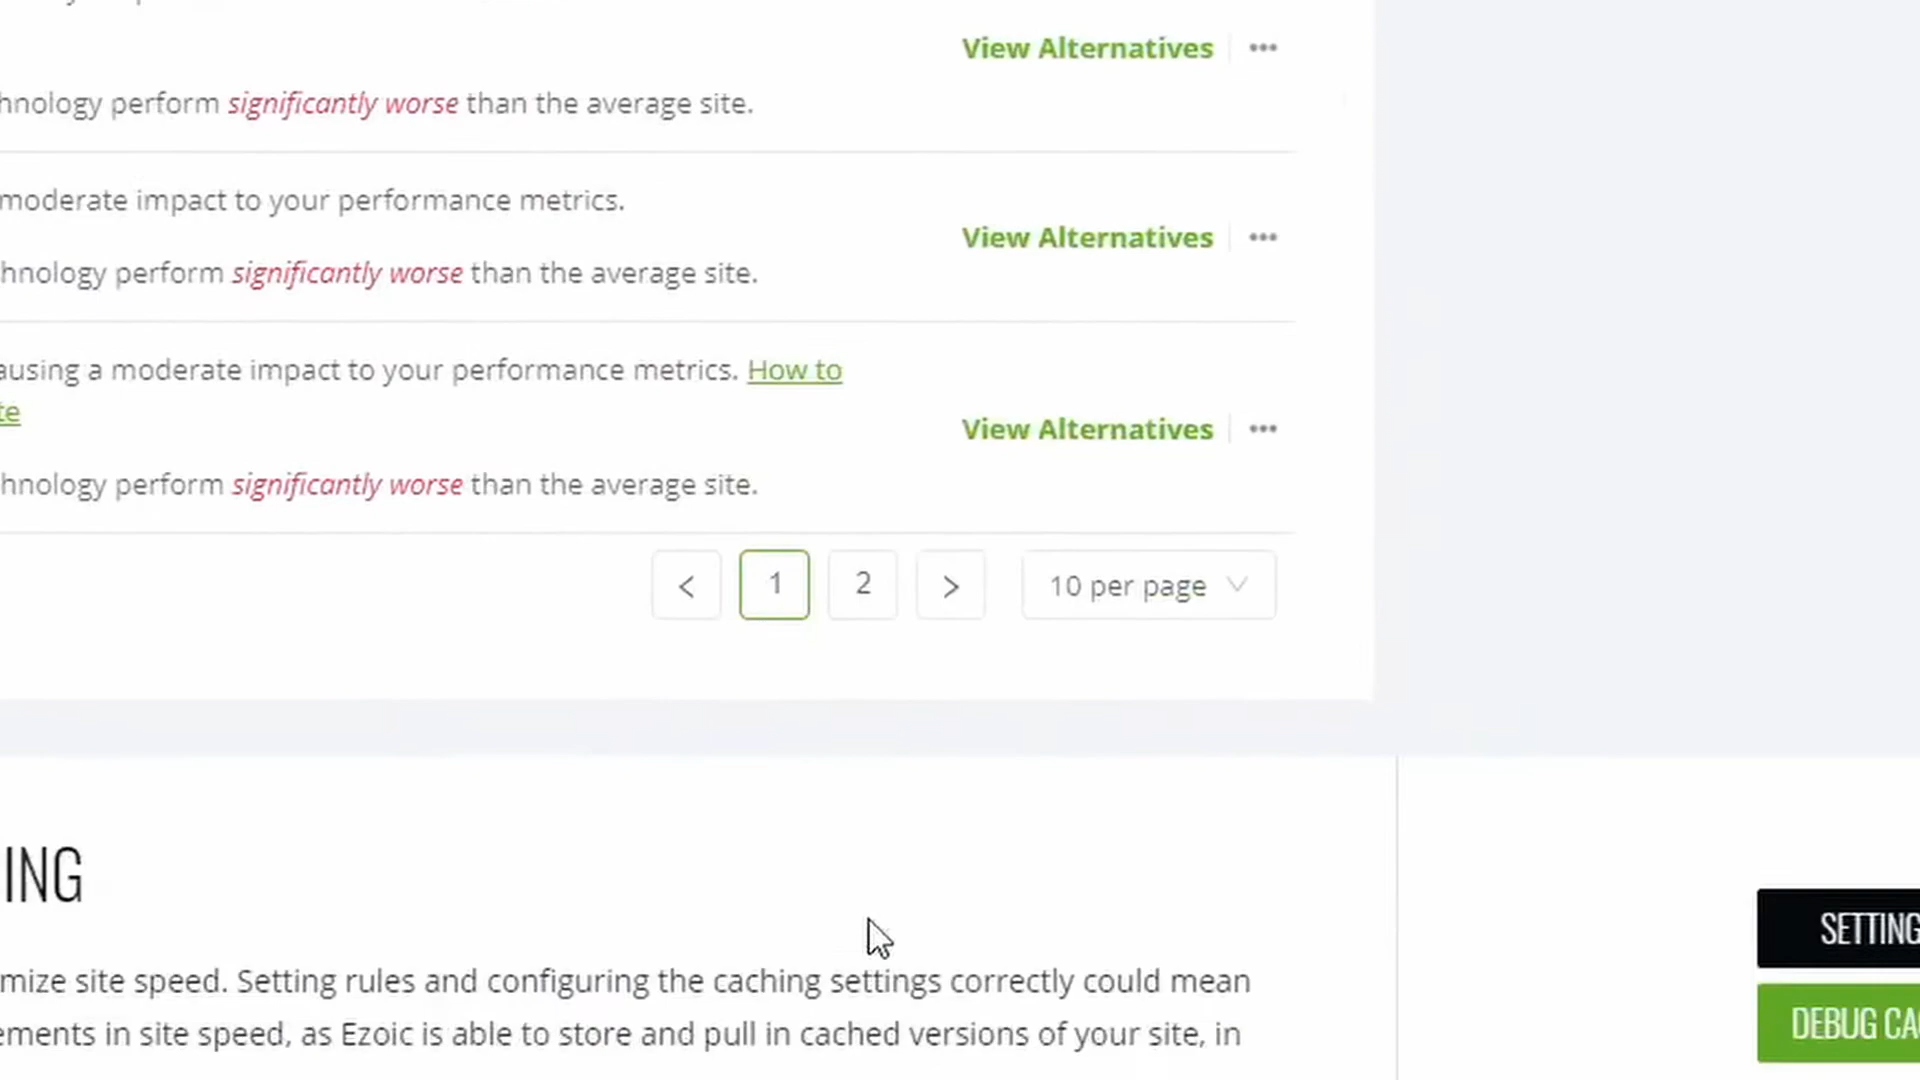 View Alternatives
hnology perform significantly worse than the average site.
moderate impact to your performance metrics.
View Alternatives
hnology perform significantly worse than the average site.
ausing a moderate impact to your performance metrics. How to
te
View Alternatives
hnology perform significantly worse than the average site.
1 2 10 per page
ING
SETTING
mize site speed. Setting rules and configuring the caching settings correctly could mean
DEBUG CA
ements in site speed, as Ezoic is able to store and pull in cached versions of your site, in